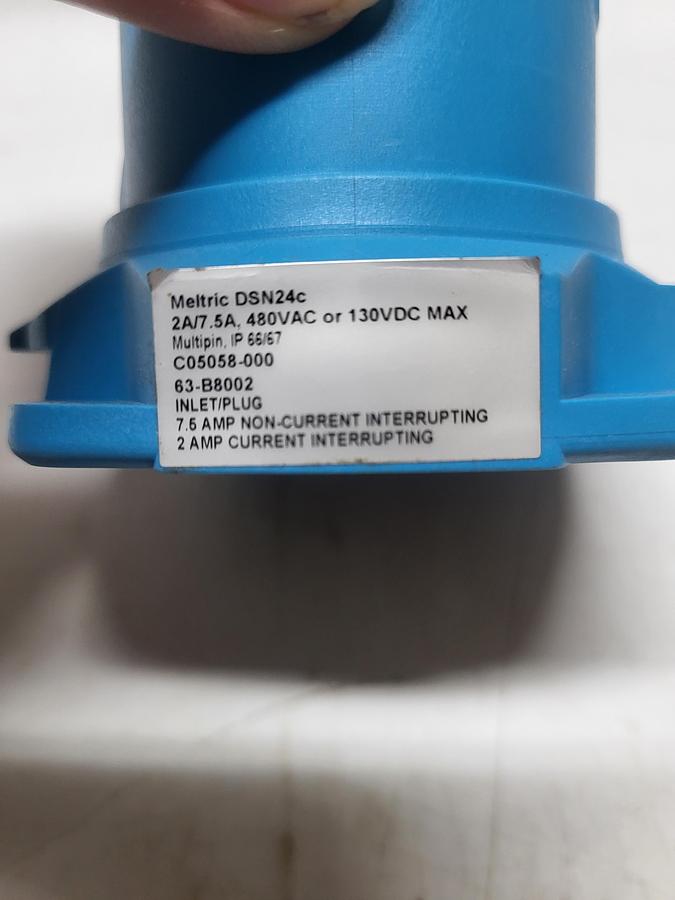 Meltric DSN24c
2A/7.5A, 480VAC or 130VDC MAX
Multipin, IP 66/67
C05058-000
63-B8002
INLET/PLUG
7.5 AMP NON-CURRENT INTERRUPTING
2 AMP CURRENT INTERRUPTING